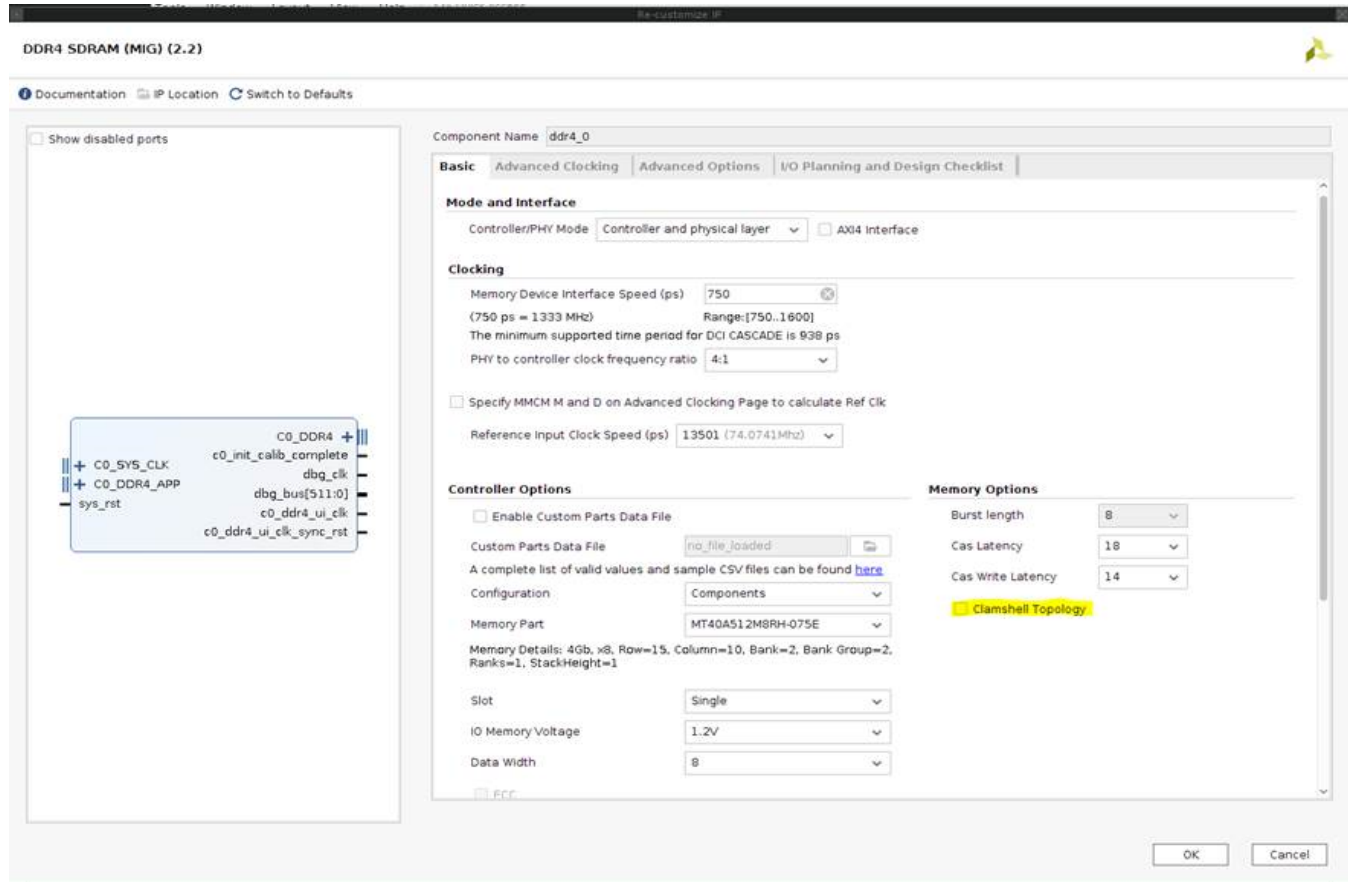 Re-customize IP
DDR4 SDRAM (MIG) (2.2)
Documentation IP Location Switch to Defaults
Show disabled ports
C0_SYS_CLK
C0_DDR4_APP
sys_rst
C0_DDR4
c0_init_calib_complete
dbg_clk
dbg_bus[511:0]
c0_ddr4_ui_clk
c0_ddr4_ui_clk_sync_rst
Component Name ddr4_0
Basic Advanced Clocking Advanced Options I/O Planning and Design Checklist
Mode and Interface
Controller/PHY Mode Controller and physical layer AXI4 Interface
Clocking
Memory Device Interface Speed (ps) 750
(750 ps = 1333 MHz) Range:[750..1600]
The minimum supported time period for DCI CASCADE is 938 ps
PHY to controller clock frequency ratio 4:1
Specify MMCM M and D on Advanced Clocking Page to calculate Ref Clk
Reference Input Clock Speed (ps) 13501 (74.0741Mhz)
Controller Options
Enable Custom Parts Data File
Custom Parts Data File no_file_loaded
A complete list of valid values and sample CSV files can be found here
Configuration Components
Memory Part MT40A512M8RH-075E
Memory Details: 4Gb, x8, Row=15, Column=10, Bank=2, Bank Group=2,
Ranks=1, StackHeight=1
Slot Single
IO Memory Voltage 1.2V
Data Width 8
ECC
Memory Options
Burst length 8
Cas Latency 18
Cas Write Latency 14
Clamshell Topology
OK Cancel